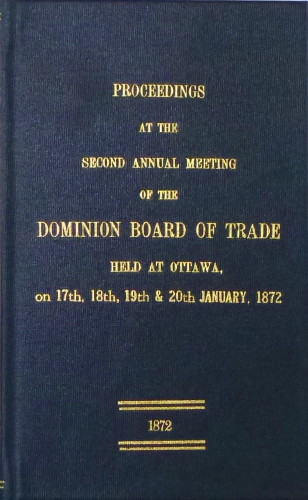 PROCEEDINGS
AT THE
SECOND ANNUAL MEETING
OF THE
DOMINION BOARD OF TRADE
HELD AT OTTAWA,
on 17th, 18th, 19th & 20th JANUARY, 1872
1872